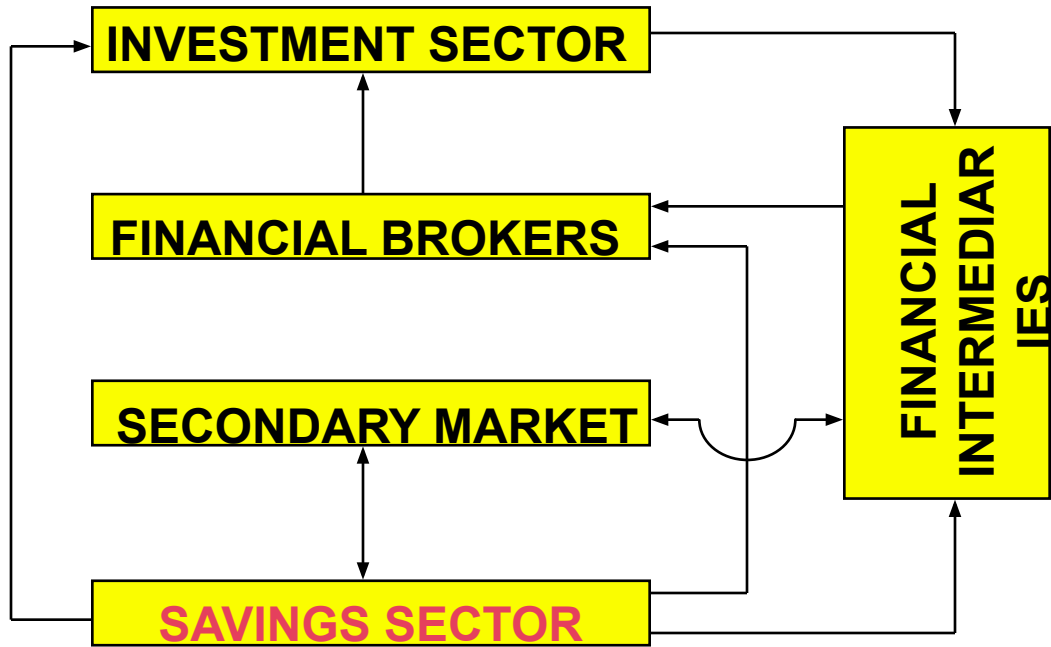 INVESTMENT SECTOR
FINANCIAL BROKERS
SECONDARY MARKET
SAVINGS SECTOR
FINANCIAL
INTERMEDIAR
IES